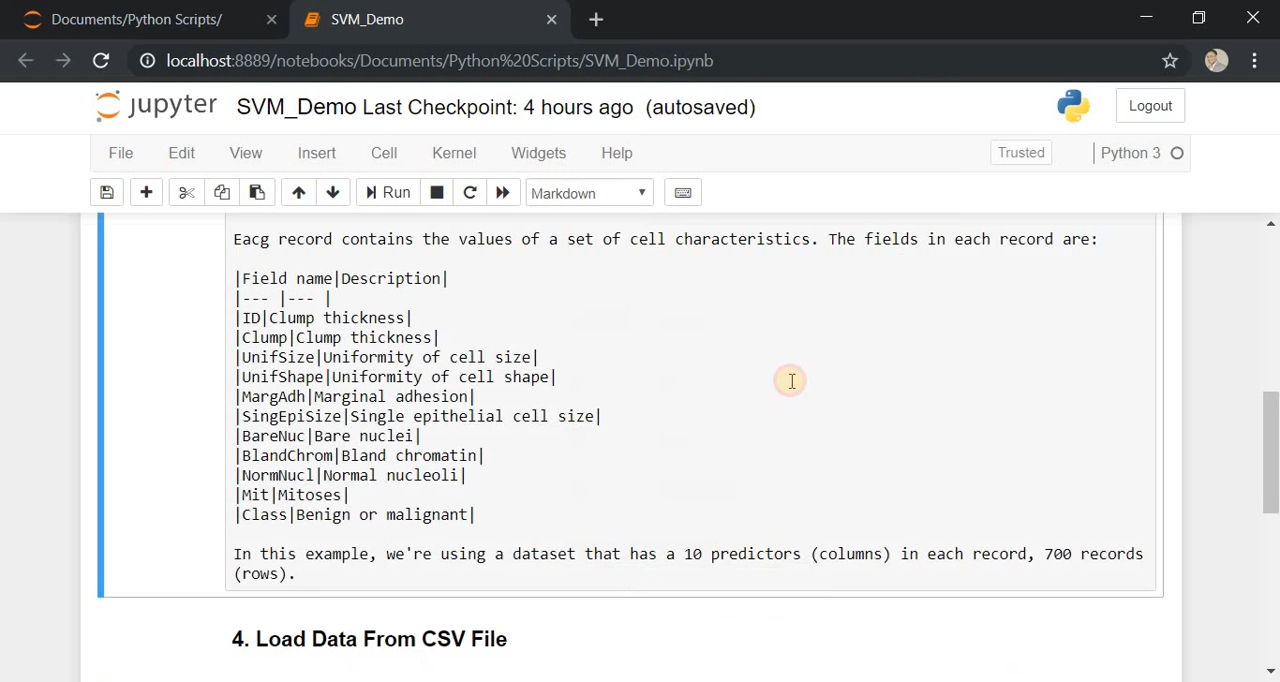 Documents/Python Scripts/
SVM_Demo
localhost:8889/notebooks/Documents/Python%20Scripts/SVM_Demo.ipynb
jupyter SVM_Demo Last Checkpoint: 4 hours ago (autosaved)
Logout
File Edit View Insert Cell Kernel Widgets Help Trusted Python 3
Run Markdown
Eacg record contains the values of a set of cell characteristics. The fields in each record are:
|Field name|Description|
|--- |--- |
|ID|Clump thickness|
|Clump|Clump thickness|
|UnifSize|Uniformity of cell size|
|UnifShape|Uniformity of cell shape|
|MargAdh|Marginal adhesion|
|SingEpiSize|Single epithelial cell size|
|BareNuc|Bare nuclei|
|BlandChrom|Bland chromatin|
|NormNucl|Normal nucleoli|
|Mit|Mitoses|
|Class|Benign or malignant|
In this example, we're using a dataset that has a 10 predictors (columns) in each record, 700 records
(rows).
4. Load Data From CSV File